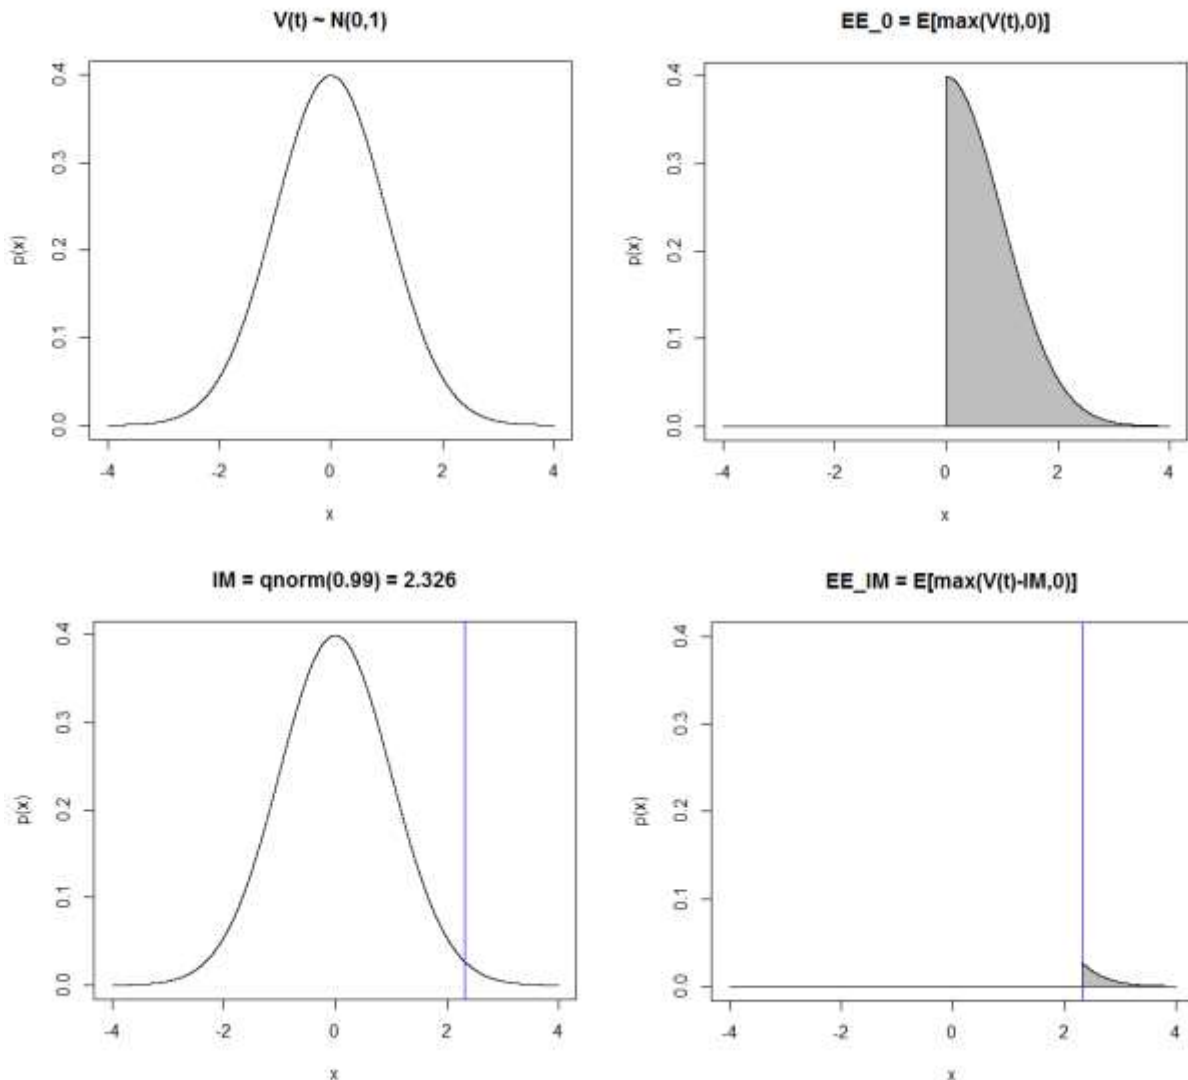 V(t) ~ N(0,1)
p(x)
0.4
0.3
0.2
0.1
0.0
-4 -2 0 2 4
x
EE_0 = E[max(V(t),0)]
p(x)
0.4
0.3
0.2
0.1
0.0
-4 -2 0 2 4
x
IM = qnorm(0.99) = 2.326
p(x)
0.4
0.3
0.2
0.1
0.0
-4 -2 0 2 4
x
EE_IM = E[max(V(t)-IM,0)]
p(x)
0.4
0.3
0.2
0.1
0.0
-4 -2 0 2 4
x